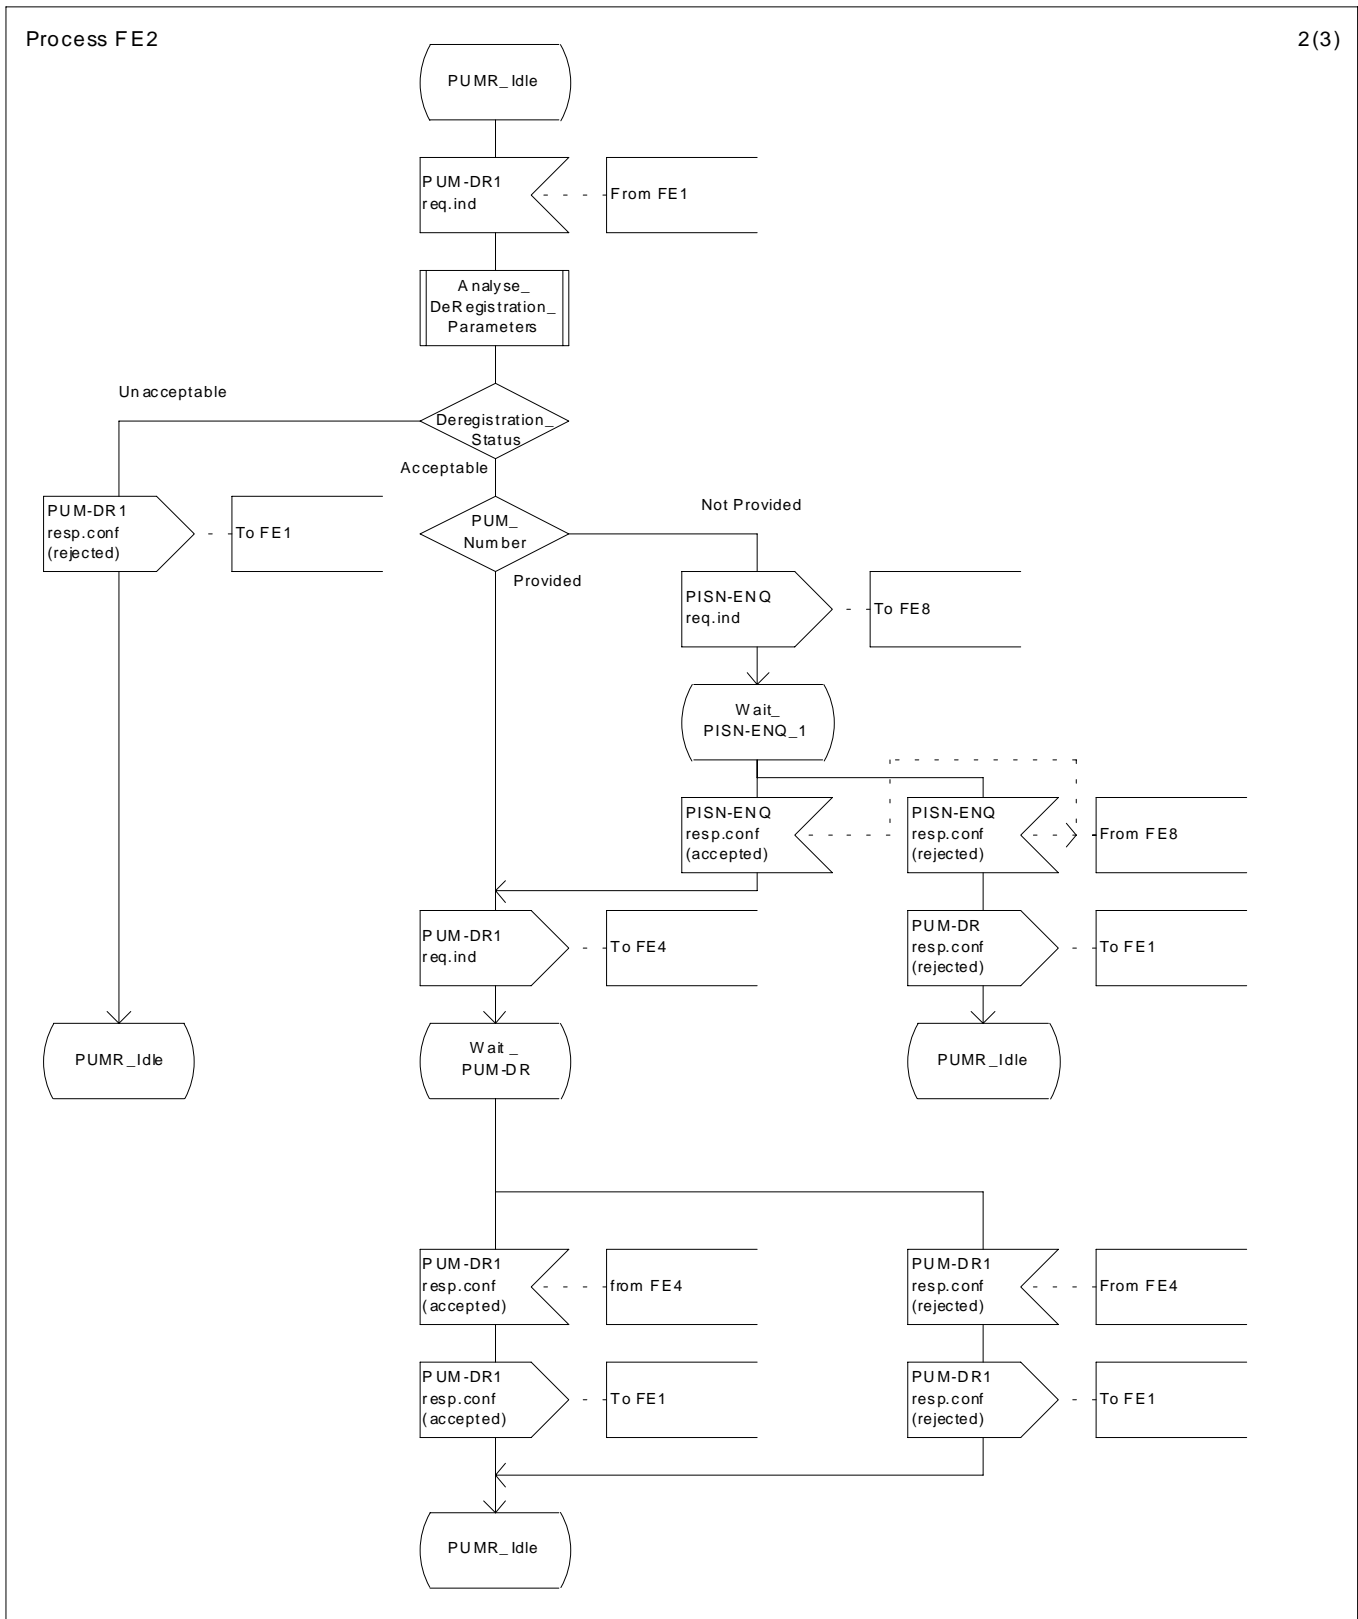 Process FE2
2(3)
PUMR_Idle
PUM-DR1
req.ind
From FE1
Analyse_
DeRegistration_
Parameters
Unacceptable
Deregistration_
Status
Acceptable
PUM-DR1
resp.conf
(rejected)
To FE1
PUM_
Number
Not Provided
Provided
PISN-ENQ
req.ind
To FE8
Wait_
PISN-ENQ_1
PISN-ENQ
resp.conf
(accepted)
PISN-ENQ
resp.conf
(rejected)
From FE8
PUM-DR1
req.ind
To FE4
PUM-DR
resp.conf
(rejected)
To FE1
PUMR_Idle
Wait_
PUM-DR
PUMR_Idle
PUM-DR1
resp.conf
(accepted)
from FE4
PUM-DR1
resp.conf
(rejected)
From FE4
PUM-DR1
resp.conf
(accepted)
To FE1
PUM-DR1
resp.conf
(rejected)
To FE1
PUMR_Idle